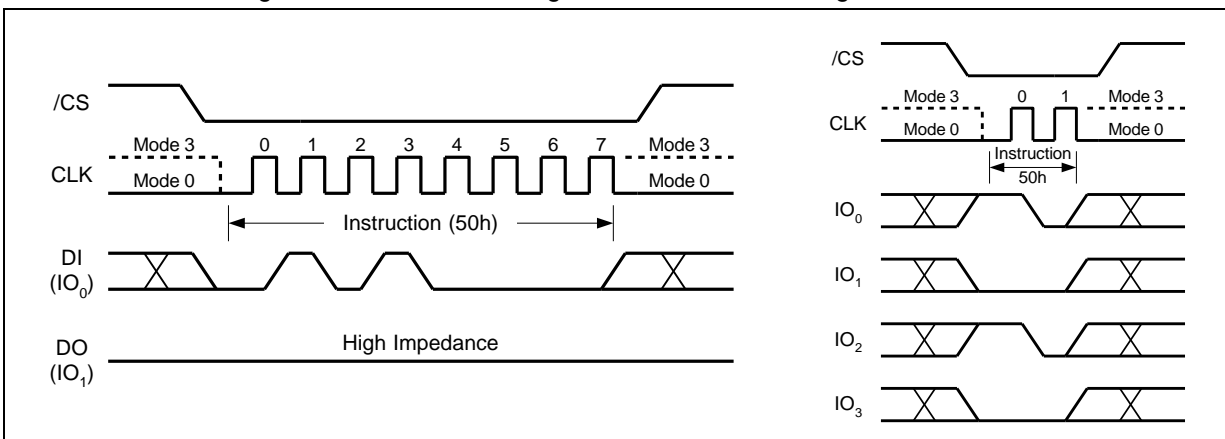 /CS
Mode 3 0 1 2 3 4 5 6 7 Mode 3
CLK Mode 0 Mode 0
Instruction (50h)
DI
(IO0)
High Impedance
DO
(IO1)
/CS
Mode 3 0 1 Mode 3
CLK Mode 0 Mode 0
Instruction
50h
IO0
IO1
IO2
IO3